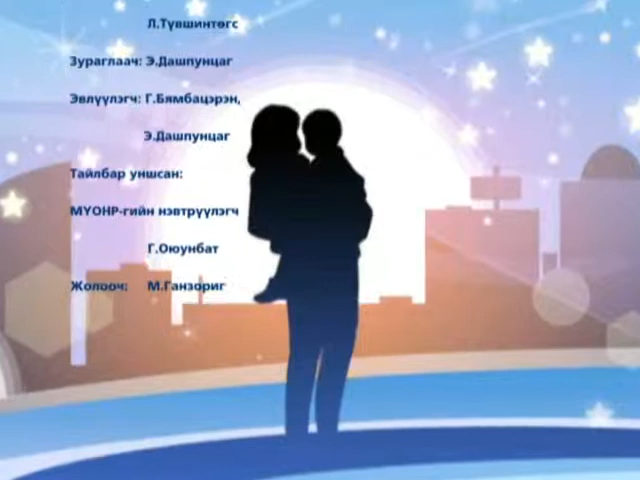 Л.Түвшинтөгс
Зураглаач: Э.Дашпунцаг
Эвлүүлэгч: Г.Бямбацэрэн,
Э.Дашпунцаг
Тайлбар уншсан:
МҮОНР-гийн нэвтрүүлэгч
Г.Оюунбат
Жолооч: М.Ганзориг